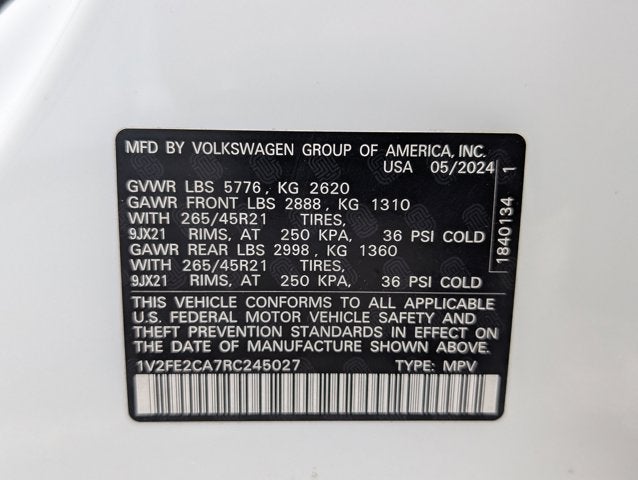 MFD BY VOLKSWAGEN GROUP OF AMERICA, INC.
USA 05/2024
GVWR LBS 5776, KG 2620
GAWR FRONT LBS 2888, KG 1310
WITH 265/45R21 TIRES,
9JX21 RIMS, AT 250 KPA, 36 PSI COLD
GAWR REAR LBS 2998, KG 1360
WITH 265/45R21 TIRES,
9JX21 RIMS, AT 250 KPA, 36 PSI COLD
THIS VEHICLE CONFORMS TO ALL APPLICABLE
U.S. FEDERAL MOTOR VEHICLE SAFETY AND
THEFT PREVENTION STANDARDS IN EFFECT ON
THE DATE OF MANUFACTURE SHOWN ABOVE.
1V2FE2CA7RC245027 TYPE: MPV
1840134 1